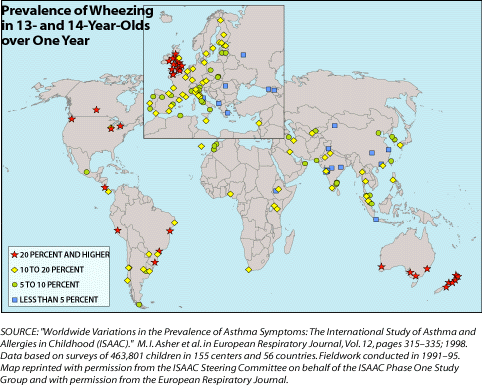 Prevalence of Wheezing
in 13- and 14-Year-Olds
over One Year
20 PERCENT AND HIGHER
10 TO 20 PERCENT
5 TO 10 PERCENT
LESS THAN 5 PERCENT
SOURCE: "Worldwide Variations in the Prevalence of Asthma Symptoms: The International Study of Asthma and
Allergies in Childhood (ISAAC)." M. I. Asher et al. in European Respiratory Journal, Vol. 12, pages 315–335; 1998.
Data based on surveys of 463,801 children in 155 centers and 56 countries. Fieldwork conducted in 1991–95.
Map reprinted with permission from the ISAAC Steering Committee on behalf of the ISAAC Phase One Study
Group and with permission from the European Respiratory Journal.